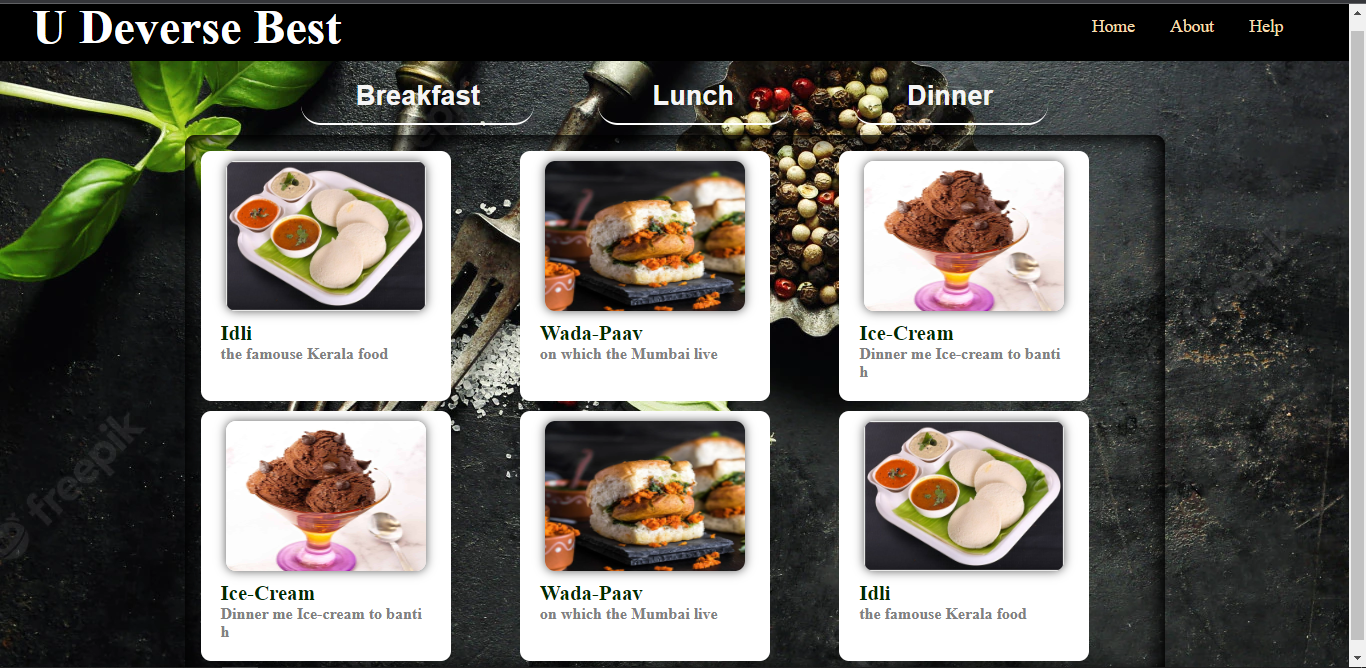 U Deverse Best
Home About Help
Breakfast Lunch Dinner
Idli
the famouse Kerala food
Wada-Paav
on which the Mumbai live
Ice-Cream
Dinner me Ice-cream to banti
h
freepik
Ice-Cream
Dinner me Ice-cream to banti
h
Wada-Paav
on which the Mumbai live
Idli
the famouse Kerala food